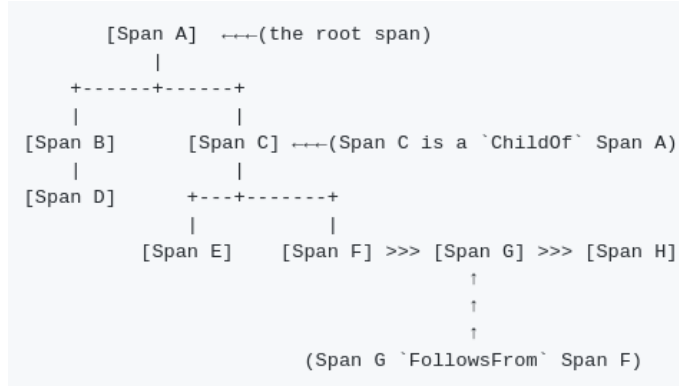 [Span A]  ←←←(the root span)
            |
     +------+------+
     |             |
 [Span B]      [Span C] ←←←(Span C is a `ChildOf` Span A)
     |             |
 [Span D]      +---+-------+
               |           |
           [Span E]    [Span F] >>> [Span G] >>> [Span H]
                                       ↑
                                       ↑
                                       ↑
                         (Span G `FollowsFrom` Span F)